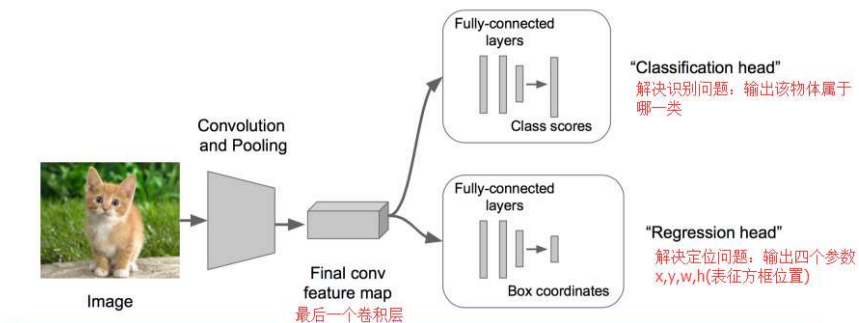 Fully-connected
layers
Class scores
"Classification head"
解决识别问题：输出该物体属于
哪一类
Convolution
and Pooling
Image
Final conv
feature map
最后一个卷积层
Fully-connected
layers
Box coordinates
"Regression head"
解决定位问题：输出四个参数
x,y,w,h(表征方框位置)